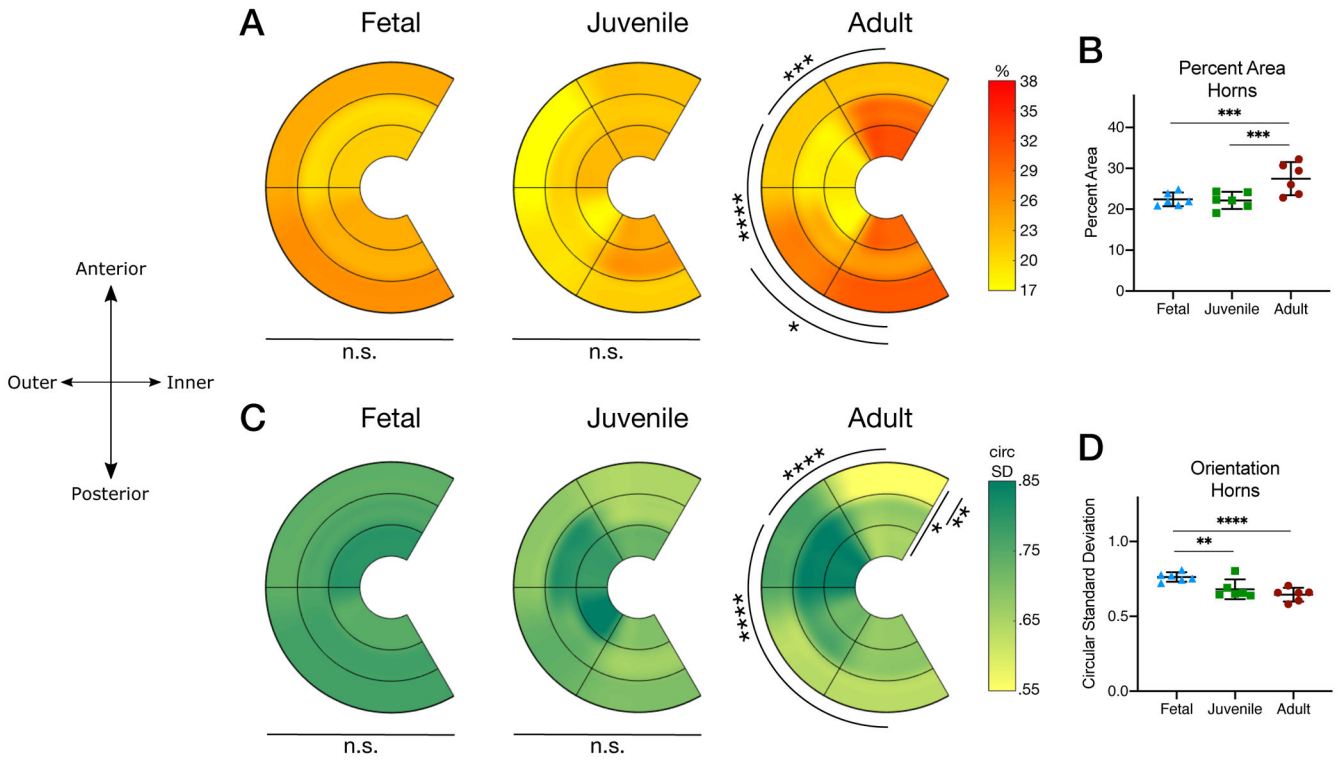 A
Fetal
Juvenile
Adult
***
****
*
n.s.
n.s.
%
38
35
32
29
26
23
20
17
B
Percent Area
Horns
***
***
Percent Area
40
30
20
10
0
Fetal
Juvenile
Adult
Anterior
Outer
Inner
Posterior
C
Fetal
Juvenile
Adult
****
****
*
**
n.s.
n.s.
circ
SD
.85
.75
.65
.55
D
Orientation
Horns
****
**
Circular Standard Deviation
1.0
0.5
0.0
Fetal
Juvenile
Adult